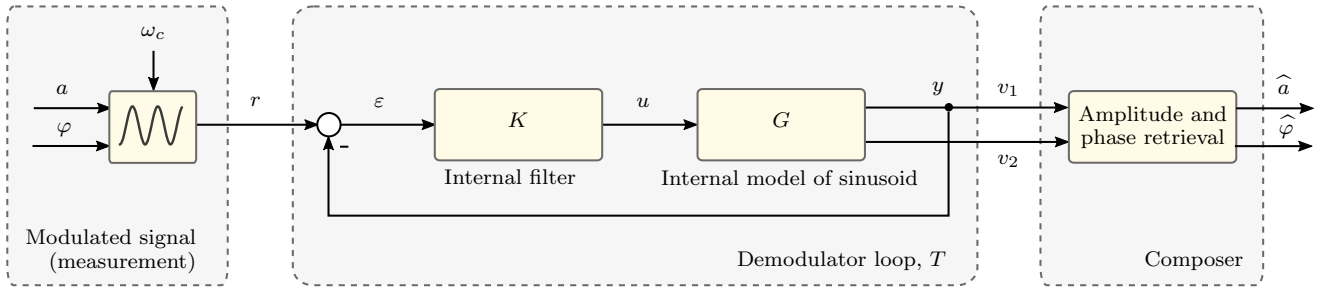 ω_c
a
φ
r
ε
K
u
G
y
v_1
v_2
Amplitude and
phase retrieval
â
φ̂
-
Internal filter
Internal model of sinusoid
Modulated signal
(measurement)
Demodulator loop, T
Composer